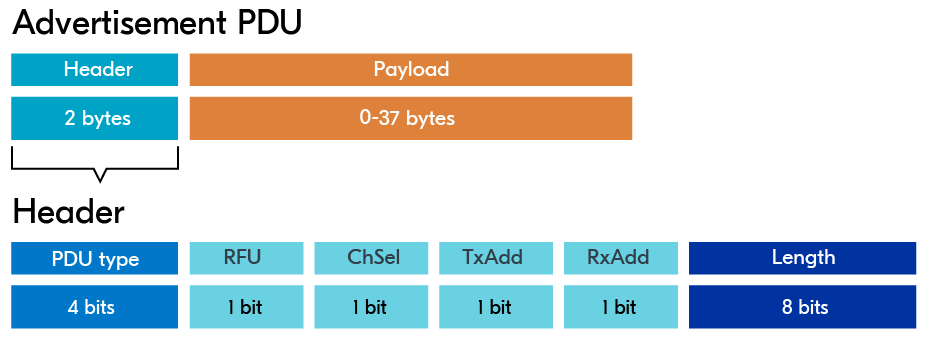 Advertisement PDU
Header Payload
2 bytes 0-37 bytes
Header
PDU type RFU ChSel TxAdd RxAdd Length
4 bits 1 bit 1 bit 1 bit 1 bit 8 bits